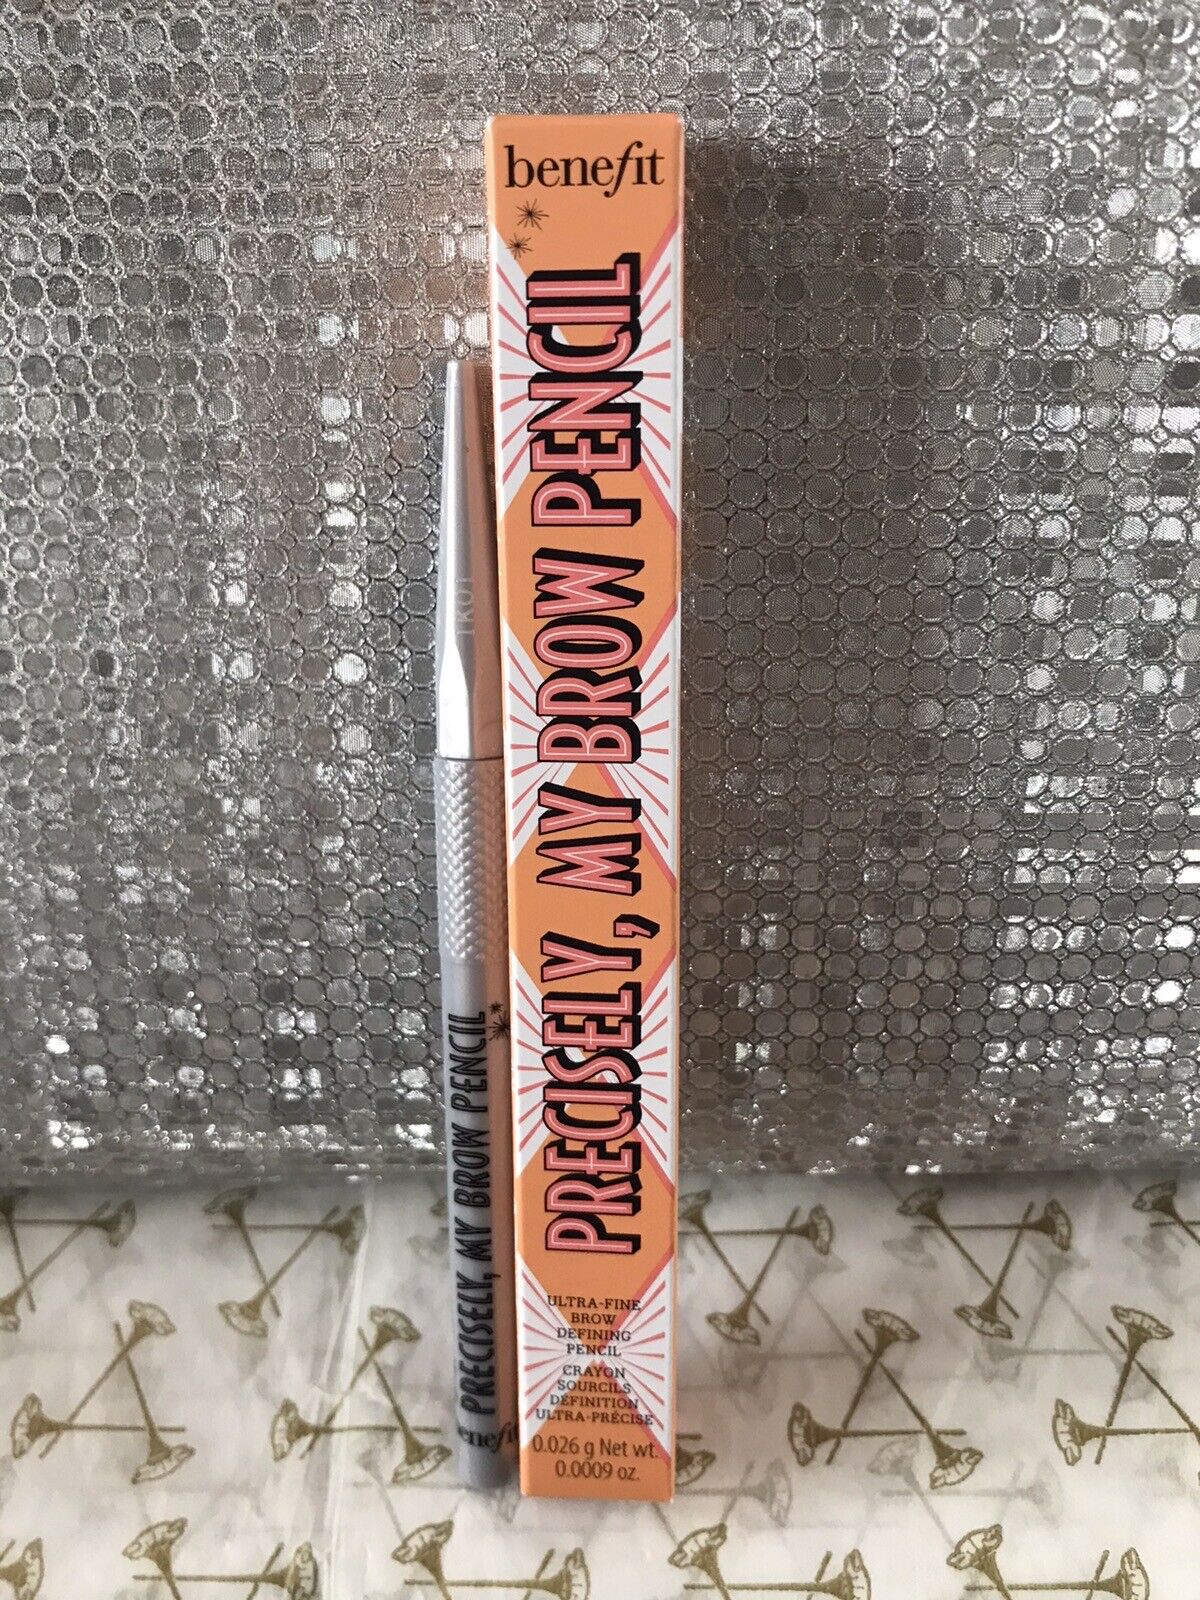 benefit
PRECISELY, MY BROW PENCIL
ULTRA-FINE
BROW
DEFINING
PENCIL
CRAYON
SOURCILS
DÉFINITION
ULTRA-PRÉCISE
0.026 g Net wt.
0.0009 oz.
PRECISELY, MY BROW PENCIL
benefit